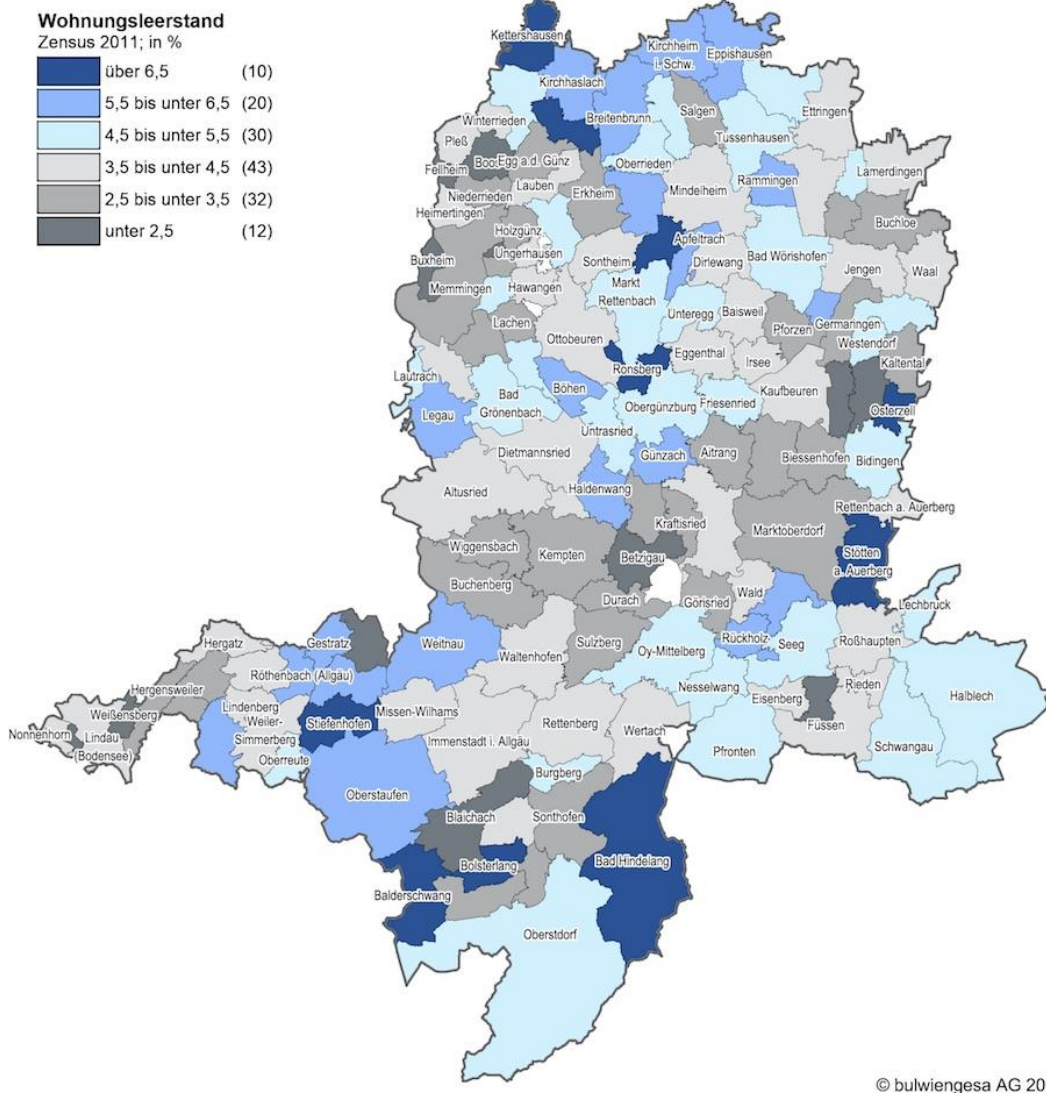 Wohnungsleerstand
Zensus 2011; in %
über 6,5 (10)
5,5 bis unter 6,5 (20)
4,5 bis unter 5,5 (30)
3,5 bis unter 4,5 (43)
2,5 bis unter 3,5 (32)
unter 2,5 (12)
Kettershausen
Kirchheim
i. Schw.
Eppishausen
Kirchhaslach
Winterrieden
Breitenbrunn
Salgen
Ettringen
Pleß
Tussenhausen
Boos
Egg a.d. Günz
Oberrieden
Fellheim
Lauben
Erkheim
Mindelheim
Rammingen
Lamerdingen
Niederrieden
Heimertingen
Holzgünz
Buchloe
Ungerhausen
Apfeltrach
Buxheim
Sontheim
Dirlewang
Bad Wörishofen
Memmingen
Hawangen
Markt
Rettenbach
Jengen
Waal
Lachen
Unteregg
Baisweil
Pforzen
Germaringen
Ottobeuren
Westendorf
Eggenthal
Irsee
Kaltental
Lautrach
Ronsberg
Legau
Bad
Grönenbach
Böhen
Obergünzburg
Friesenried
Kaufbeuren
Osterzell
Untrasried
Dietmannsried
Günzach
Aitrang
Biessenhofen
Bidingen
Altusried
Haldenwang
Rettenbach a. Auerberg
Kraftisried
Marktoberdorf
Wiggensbach
Kempten
Betzigau
Stötten
a. Auerberg
Buchenberg
Durach
Görisried
Wald
Lechbruck
Hergatz
Gestratz
Weitnau
Waltenhofen
Sulzberg
Oy-Mittelberg
Rückholz
Seeg
Roßhaupten
Röthenbach (Allgäu)
Hergensweiler
Nesselwang
Eisenberg
Rieden
Halblech
Weißensberg
Lindenberg
Weiler-
Simmerberg
Stiefenhofen
Missen-Wilhams
Rettenberg
Wertach
Füssen
Nonnenhorn
Lindau
(Bodensee)
Immenstadt i. Allgäu
Schwangau
Oberreute
Burgberg
Pfronten
Oberstaufen
Blaichach
Sonthofen
Bolsterlang
Bad Hindelang
Balderschwang
Oberstdorf
© bulwiengesa AG 20